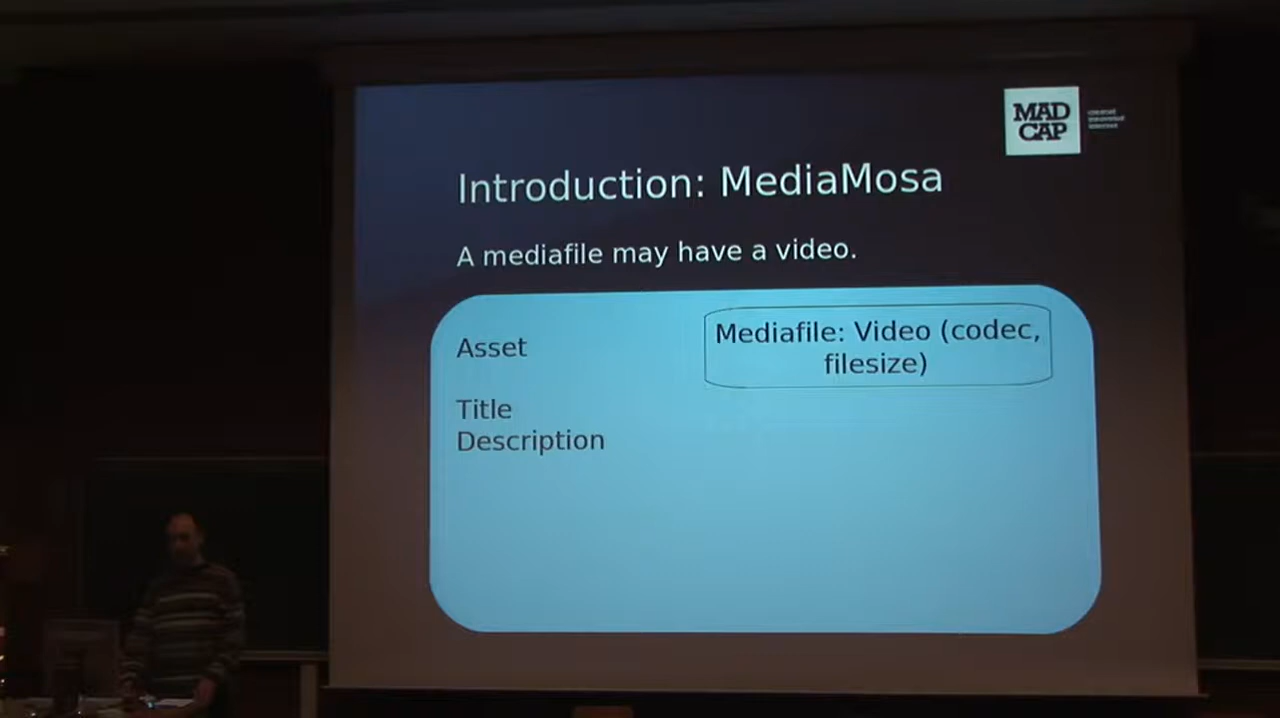 MAD
CAP
Introduction: MediaMosa
A mediafile may have a video.
Asset
Mediafile: Video (codec,
filesize)
Title
Description